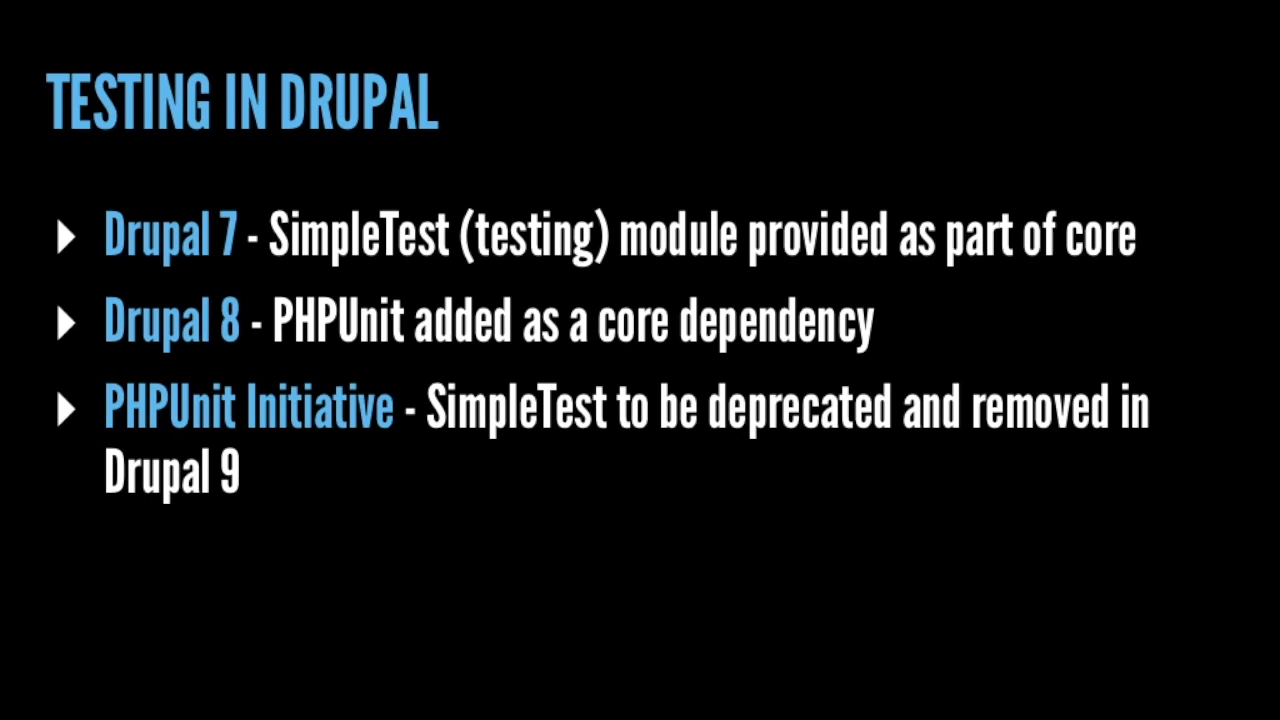 TESTING IN DRUPAL
Drupal 7 - SimpleTest (testing) module provided as part of core
Drupal 8 - PHPUnit added as a core dependency
PHPUnit Initiative - SimpleTest to be deprecated and removed in
Drupal 9